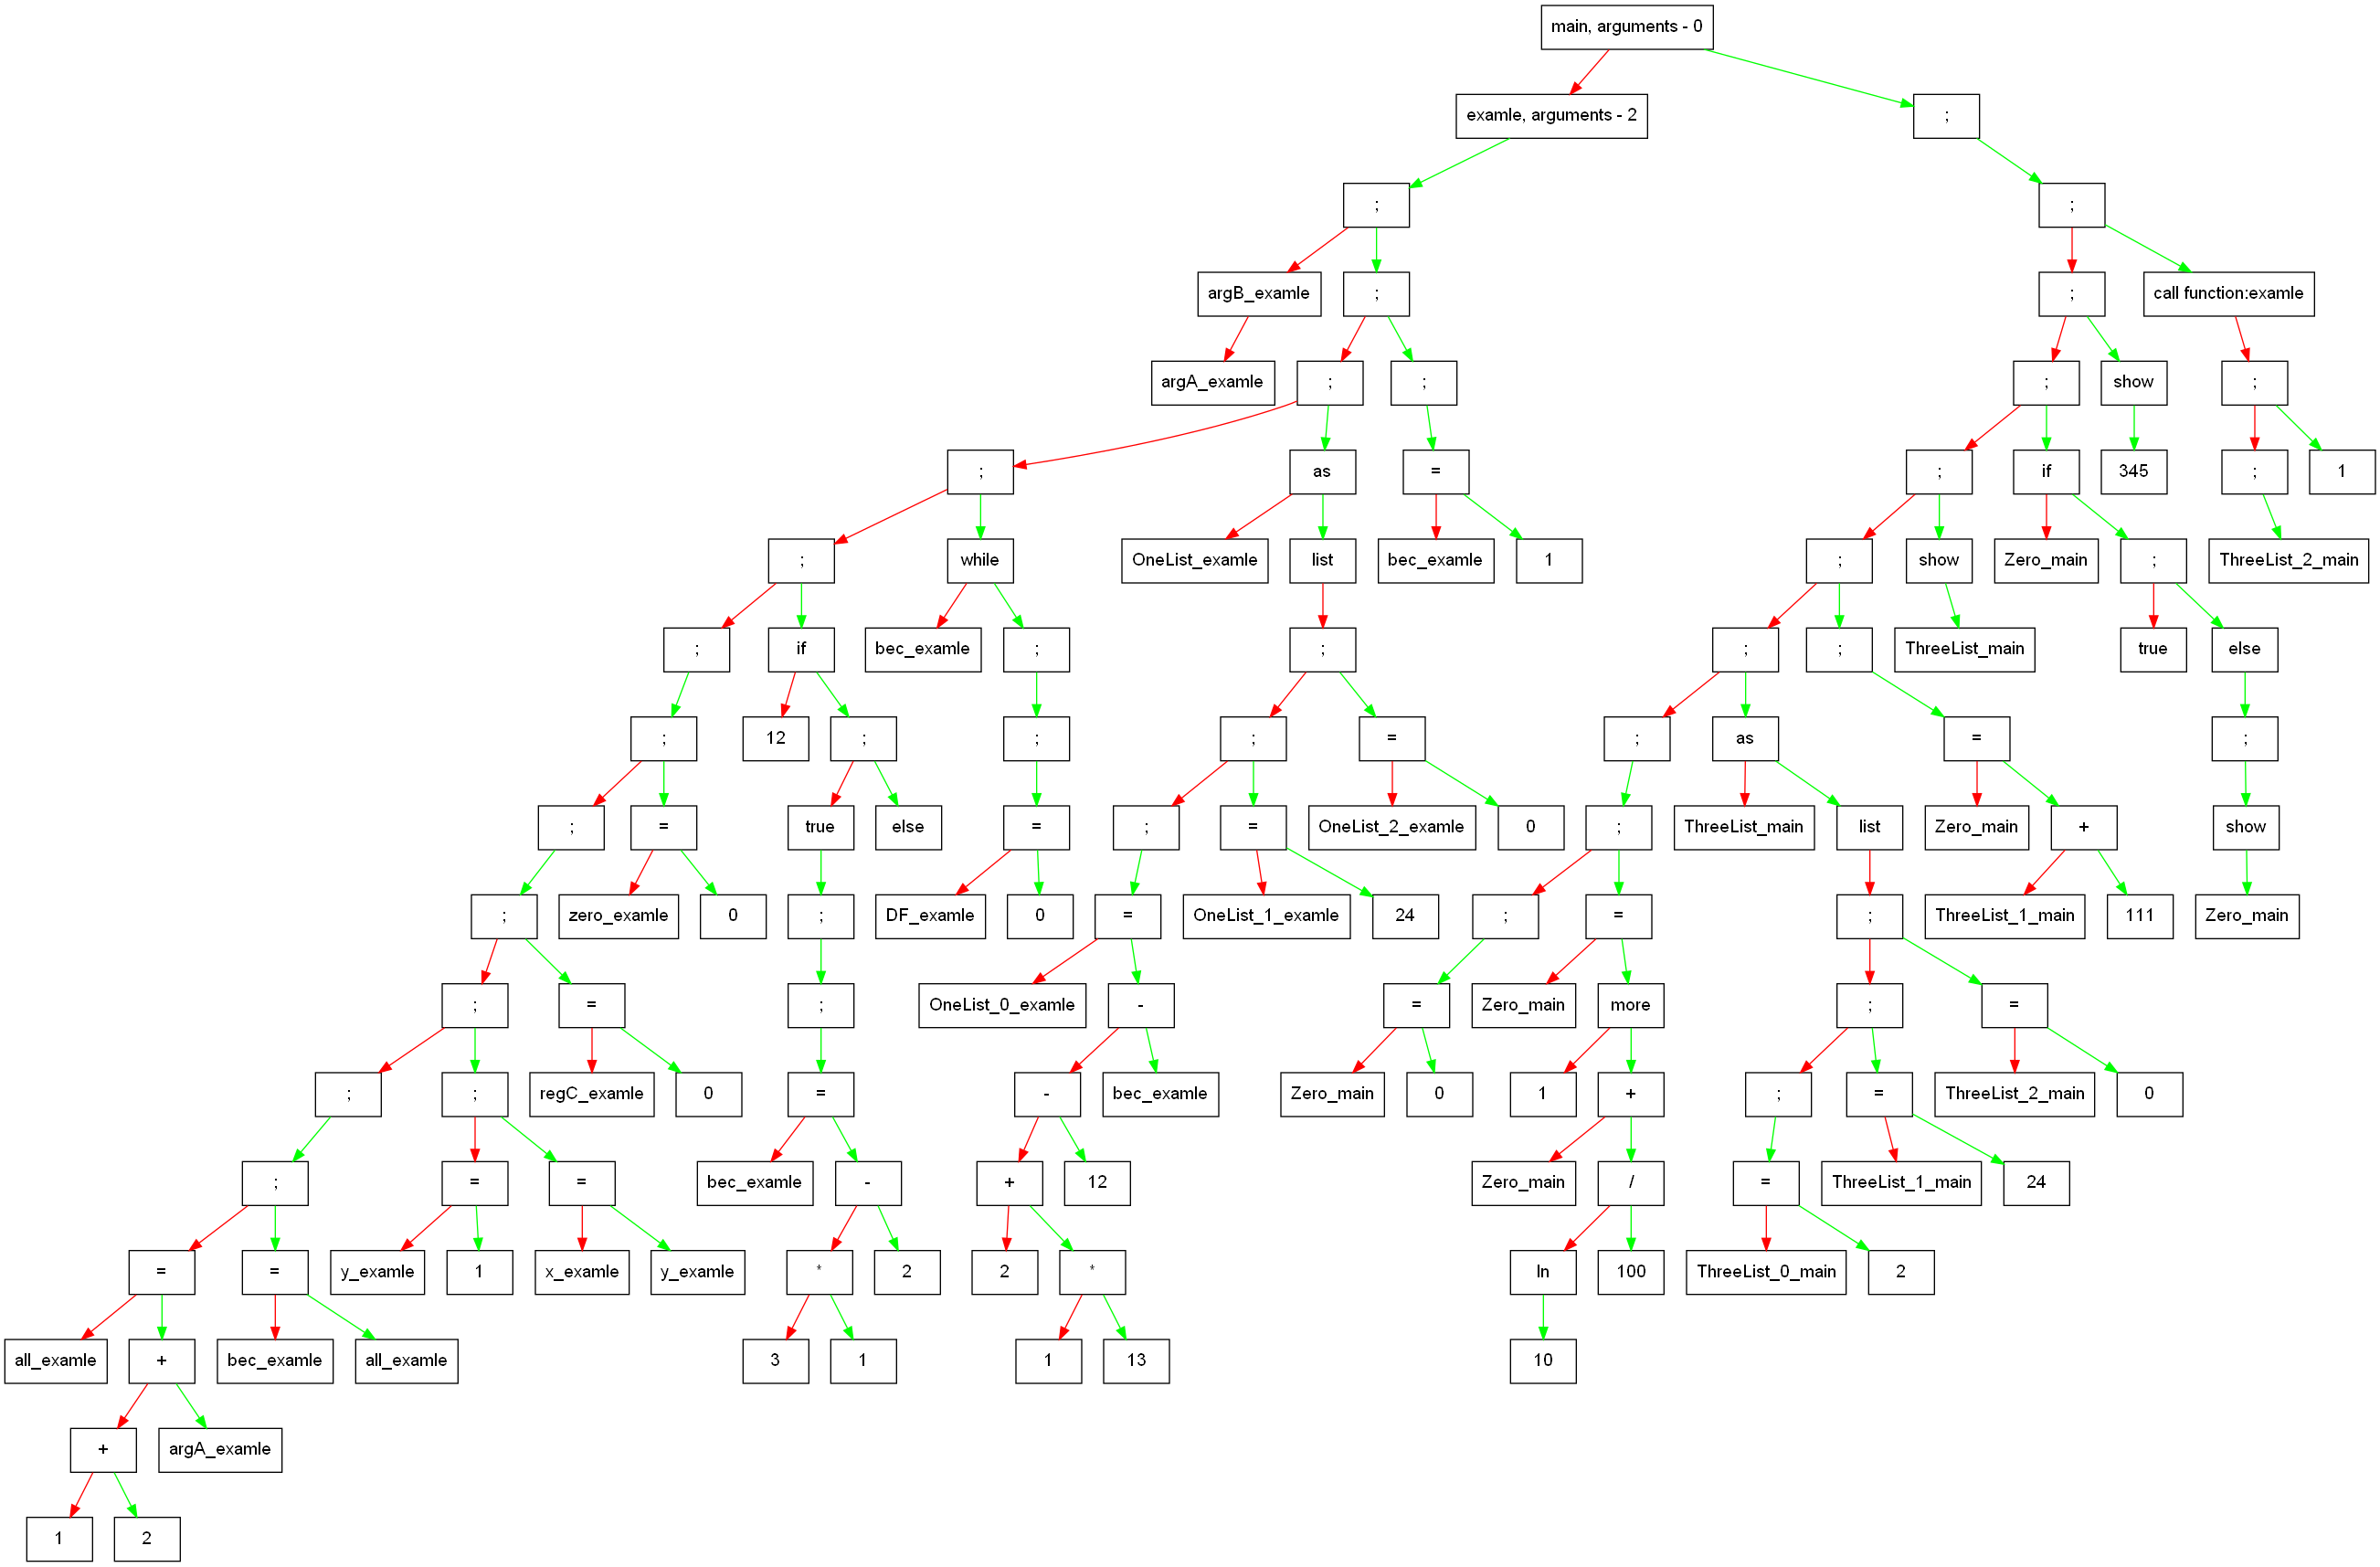 main, arguments - 0
examle, arguments - 2
;
;
;
argB_examle
;
;
call function:examle
argA_examle
;
;
;
show
;
;
as
=
;
if
345
;
1
;
while
OneList_examle
list
bec_examle
1
;
show
Zero_main
;
ThreeList_2_main
;
if
bec_examle
;
;
;
;
ThreeList_main
true
else
;
12
;
;
;
=
;
as
=
;
;
=
true
else
=
;
=
OneList_2_examle
0
;
ThreeList_main
list
Zero_main
+
show
;
zero_examle
0
;
DF_examle
0
=
OneList_1_examle
24
;
=
;
ThreeList_1_main
111
Zero_main
;
=
;
OneList_0_examle
-
=
Zero_main
more
;
=
;
;
regC_examle
0
=
-
bec_examle
Zero_main
0
1
+
;
=
ThreeList_2_main
0
;
=
=
bec_examle
-
+
12
Zero_main
/
=
ThreeList_1_main
24
=
=
y_examle
1
x_examle
y_examle
*
2
2
*
ln
100
ThreeList_0_main
2
all_examle
+
bec_examle
all_examle
3
1
1
13
10
+
argA_examle
1
2